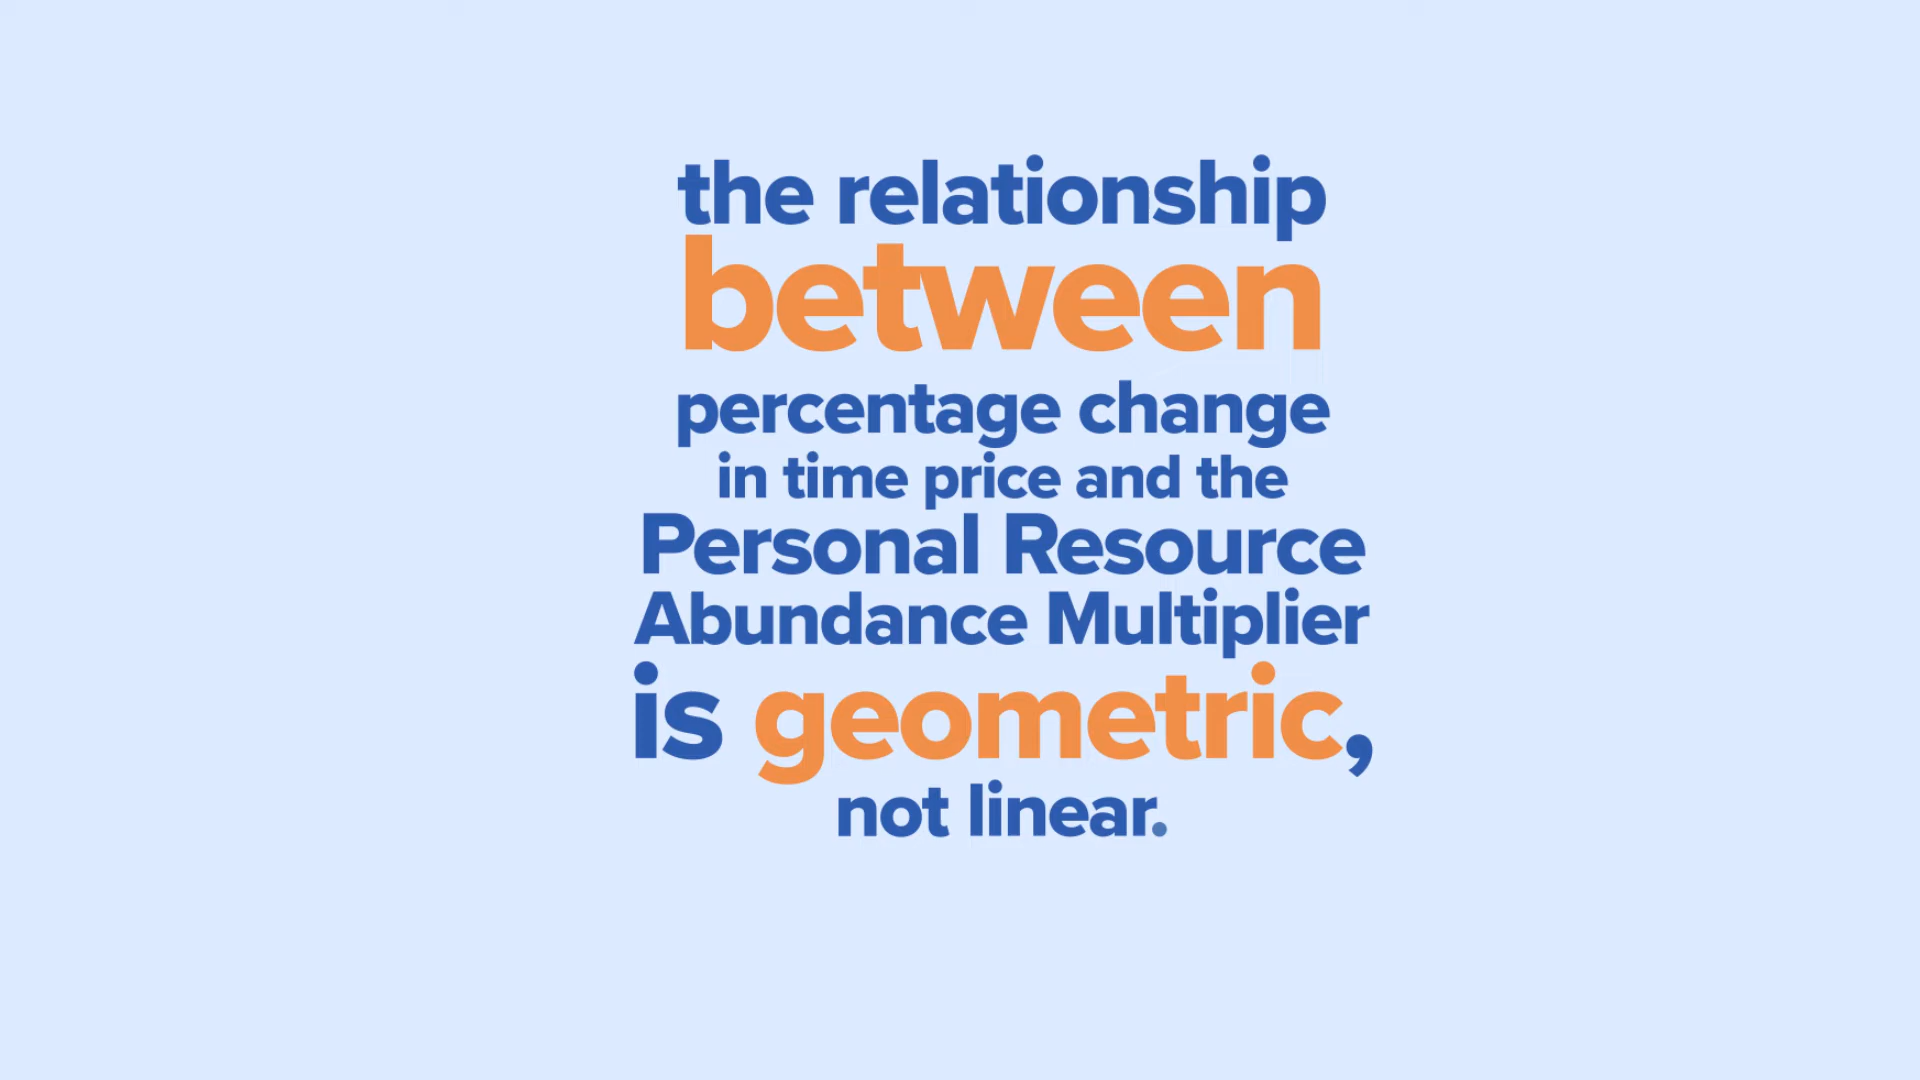 the relationship
between
percentage change
in time price and the
Personal Resource
Abundance Multiplier
is geometric,
not linear.